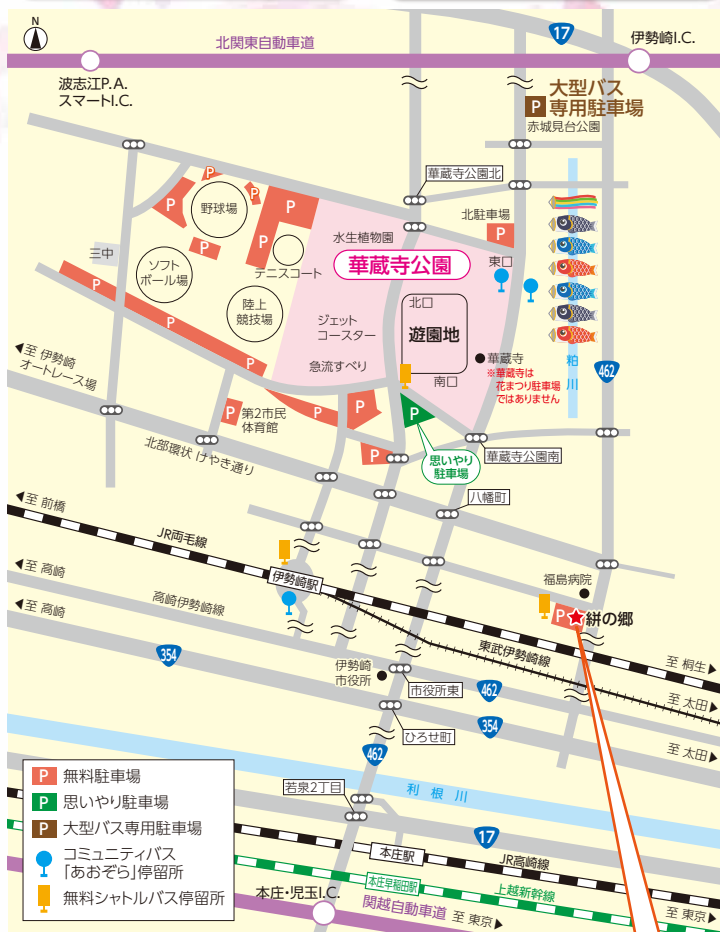 N
17
北関東自動車道
伊勢崎I.C.
波志江P.A.
スマートI.C.
P
大型バス
専用駐車場
赤城見台公園
華蔵寺公園北
P
P
P
野球場
P
P
P
P
北駐車場
P
水生植物園
三中
テニスコート
華蔵寺公園
東口
ソフト
ボール場
P
陸上
競技場
ジェット
コースター
北口
遊園地
P
急流すべり
華蔵寺
※華蔵寺は
花まつり駐車場
ではありません
粕川
462
至 伊勢崎
オートレース場
南口
P
第2市民
体育館
P
P
P
P
思いやり
駐車場
華蔵寺公園南
北部環状 けやき通り
八幡町
至 前橋
JR両毛線
至 高崎
伊勢崎駅
福島病院
P
絣の郷
至 高崎
高崎伊勢崎線
東武伊勢崎線
354
伊勢崎
市役所
至 桐生
市役所東
462
至 太田
354
ひろせ町
至 太田
462
利根川
若泉2丁目
17
P 無料駐車場
P 思いやり駐車場
P 大型バス専用駐車場
コミュニティバス
「あおぞら」停留所
無料シャトルバス停留所
本庄駅
JR高崎線
本庄早稲田駅
上越新幹線
本庄・児玉I.C.
関越自動車道
至 東京
至 東京